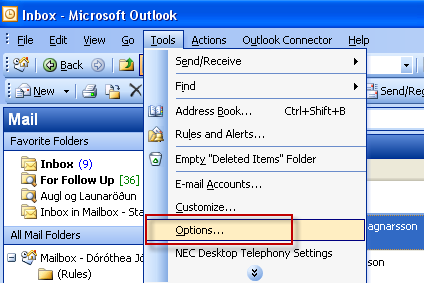 Inbox - Microsoft Outlook
File Edit View Go Tools Actions Outlook Connector Help
Back
New
Send/Re
Send/Receive
Find
Address Book... Ctrl+Shift+B
Rules and Alerts...
Empty "Deleted Items" Folder
E-mail Accounts...
Customize...
Options...
NEC Desktop Telephony Settings
Mail
Favorite Folders
Inbox (9)
For Follow Up [36]
Augl og Launaröðun
Inbox in Mailbox - Sta
All Mail Folders
Mailbox - Dóróthea Jó
(Rules)
agnarsson
son